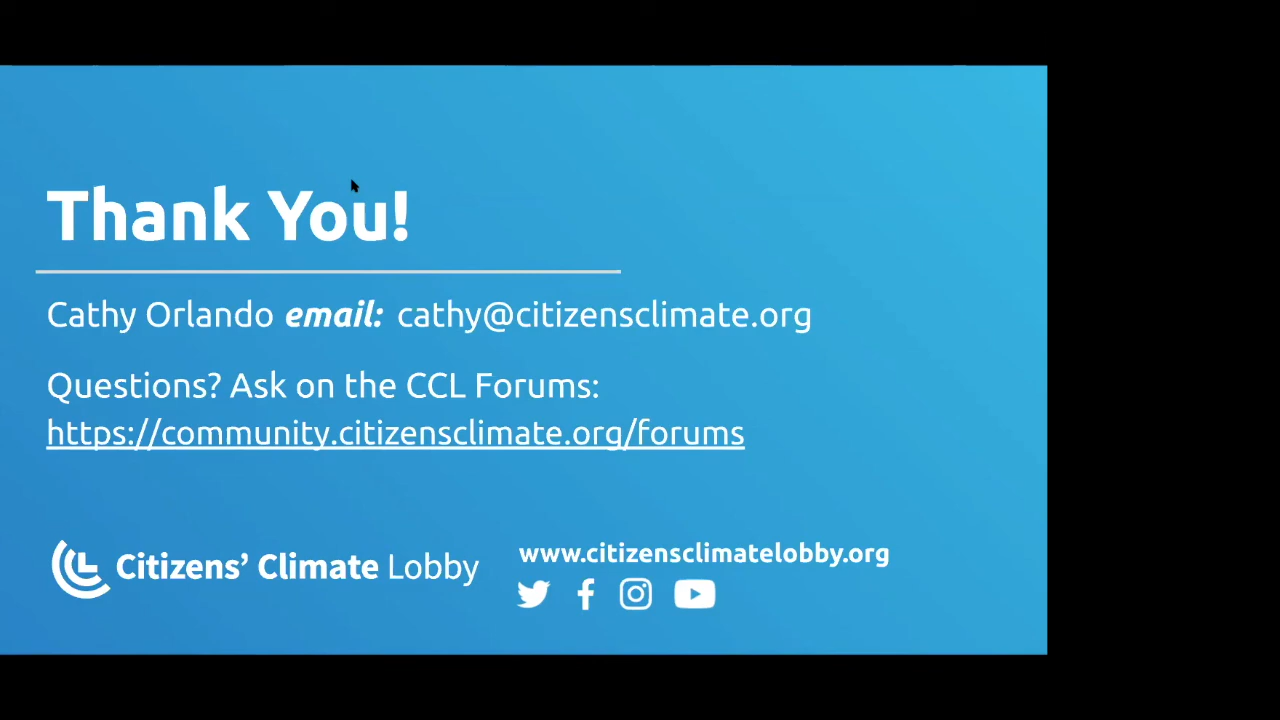 Thank You!
Cathy Orlando email: cathy@citizensclimate.org
Questions? Ask on the CCL Forums:
https://community.citizensclimate.org/forums
Citizens’ Climate Lobby
www.citizensclimatelobby.org